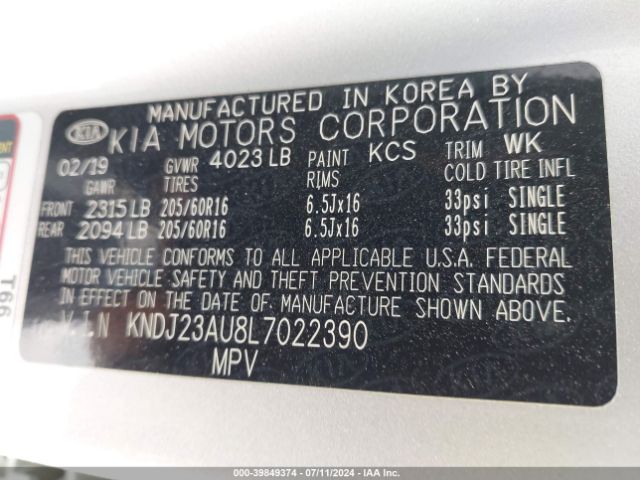 MANUFACTURED IN KOREA BY
KIA KIA MOTORS CORPORATION
02/19 GVWR 4023 LB PAINT KCS TRIM WK
GAWR TIRES RIMS COLD TIRE INFL
FRONT 2315 LB 205/60R16 6.5Jx16 33psi SINGLE
REAR 2094 LB 205/60R16 6.5Jx16 33psi SINGLE
THIS VEHICLE CONFORMS TO ALL APPLICABLE U.S.A. FEDERAL
MOTOR VEHICLE SAFETY AND THEFT PREVENTION STANDARDS
IN EFFECT ON THE DATE OF MANUFACTURE SHOWN ABOVE.
V.I.N KNDJ23AU8L7022390
MPV
T66
000-39849374 | 07/11/2024 | IAA Inc.